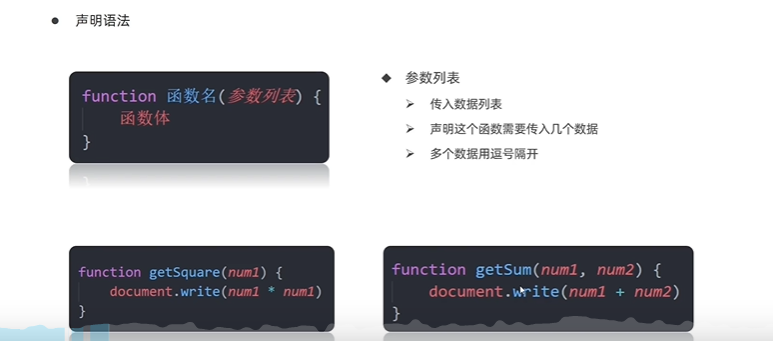 声明语法
function 函数名(参数列表) {
函数体
}
参数列表
传入数据列表
声明这个函数需要传入几个数据
多个数据用逗号隔开
function getSquare(num1) {
document.write(num1 * num1)
}
function getSum(num1, num2) {
document.write(num1 + num2)
}